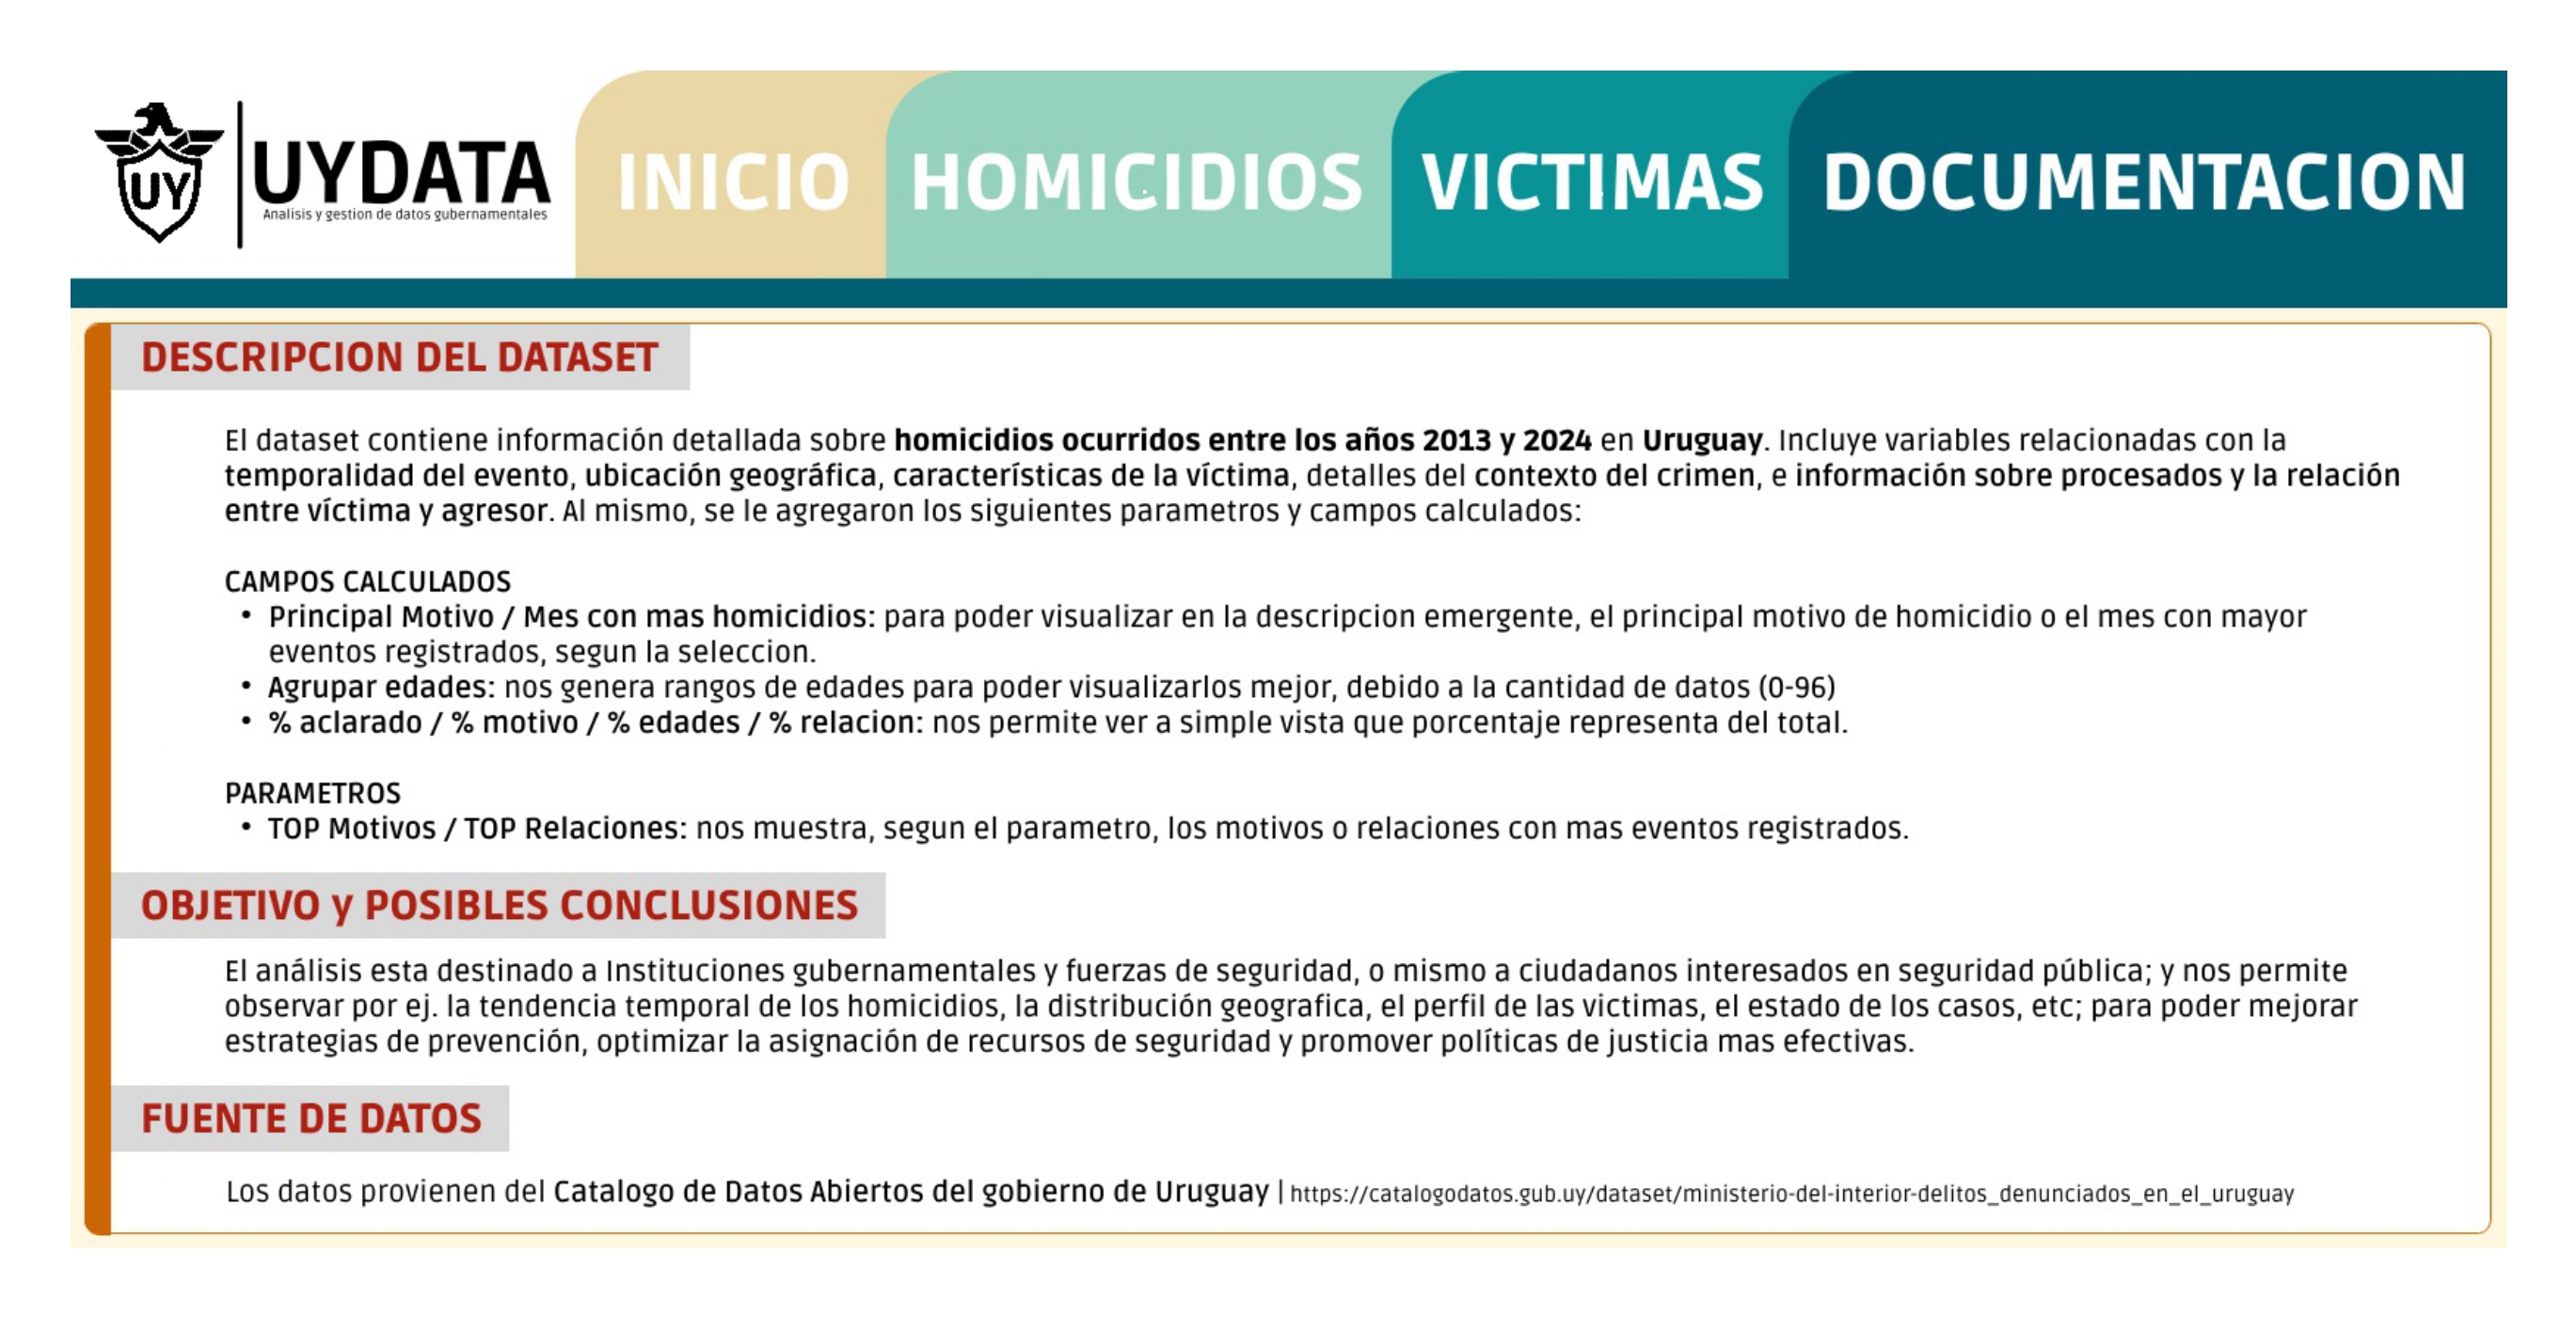 UY
UYDATA
Analisis y gestion de datos gubernamentales
INICIO
HOMICIDIOS
VICTIMAS
DOCUMENTACION
DESCRIPCION DEL DATASET
El dataset contiene información detallada sobre homicidios ocurridos entre los años 2013 y 2024 en Uruguay. Incluye variables relacionadas con la
temporalidad del evento, ubicación geográfica, características de la víctima, detalles del contexto del crimen, e información sobre procesados y la relación
entre víctima y agresor. Al mismo, se le agregaron los siguientes parametros y campos calculados:
CAMPOS CALCULADOS
• Principal Motivo / Mes con mas homicidios: para poder visualizar en la descripcion emergente, el principal motivo de homicidio o el mes con mayor
eventos registrados, segun la seleccion.
• Agrupar edades: nos genera rangos de edades para poder visualizarlos mejor, debido a la cantidad de datos (0-96)
• % aclarado / % motivo / % edades / % relacion: nos permite ver a simple vista que porcentaje representa del total.
PARAMETROS
• TOP Motivos / TOP Relaciones: nos muestra, segun el parametro, los motivos o relaciones con mas eventos registrados.
OBJETIVO y POSIBLES CONCLUSIONES
El análisis esta destinado a Instituciones gubernamentales y fuerzas de seguridad, o mismo a ciudadanos interesados en seguridad pública; y nos permite
observar por ej. la tendencia temporal de los homicidios, la distribución geografica, el perfil de las victimas, el estado de los casos, etc; para poder mejorar
estrategias de prevención, optimizar la asignación de recursos de seguridad y promover políticas de justicia mas efectivas.
FUENTE DE DATOS
Los datos provienen del Catalogo de Datos Abiertos del gobierno de Uruguay | https://catalogodatos.gub.uy/dataset/ministerio-del-interior-delitos_denunciados_en_el_uruguay